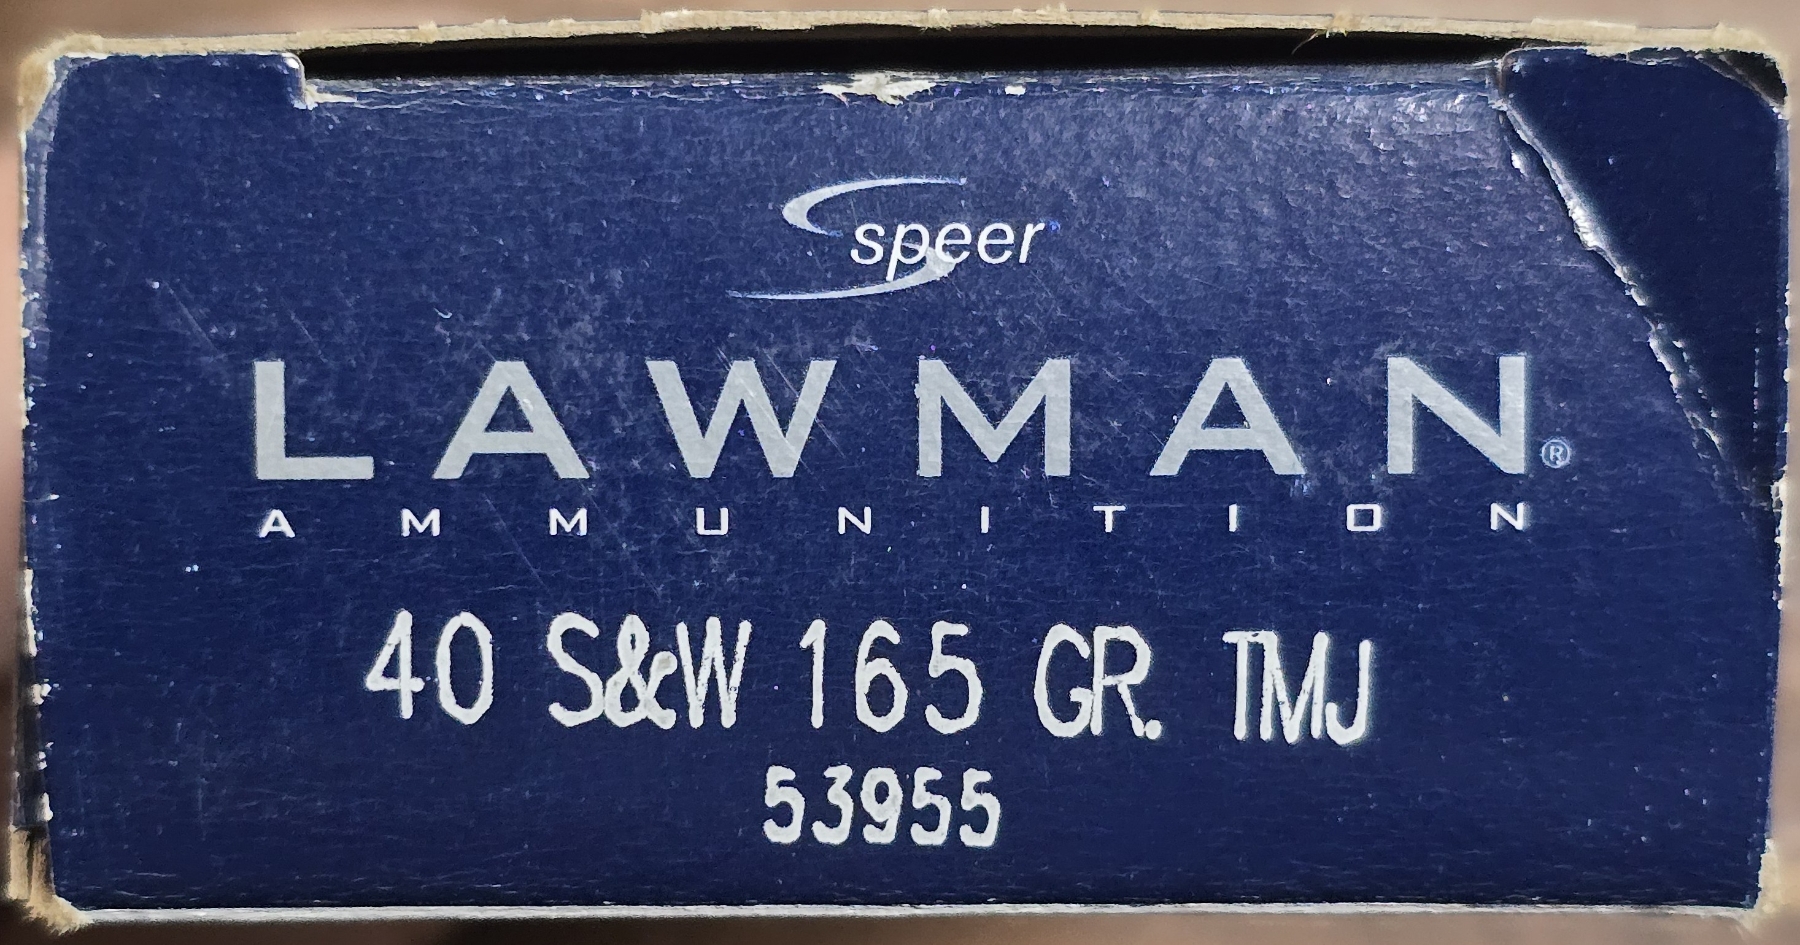 speer
LAWMAN®
AMMUNITION
40 S&W 165 GR. TMJ
53955